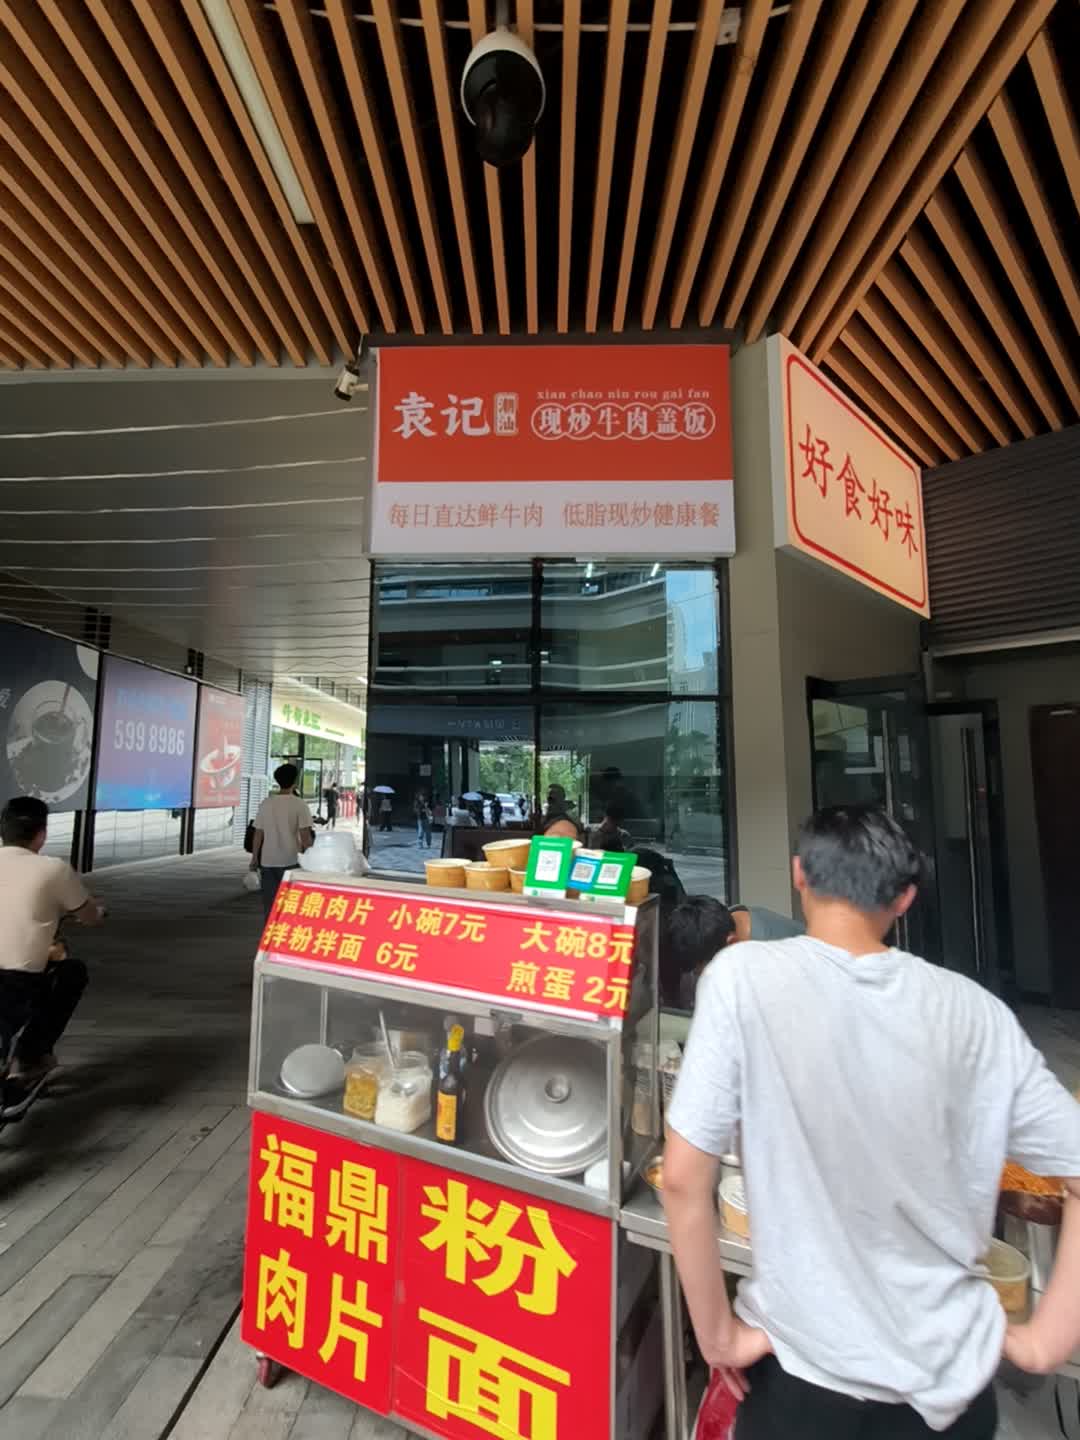 xian chao niu rou gai fan
袁记 潮汕 现炒牛肉盖饭
每日直达鲜牛肉 低脂现炒健康餐
好食好味
599 8986
福鼎肉片 小碗7元 大碗8元
拌粉拌面 6元 煎蛋 2元
福鼎
肉片
粉
面